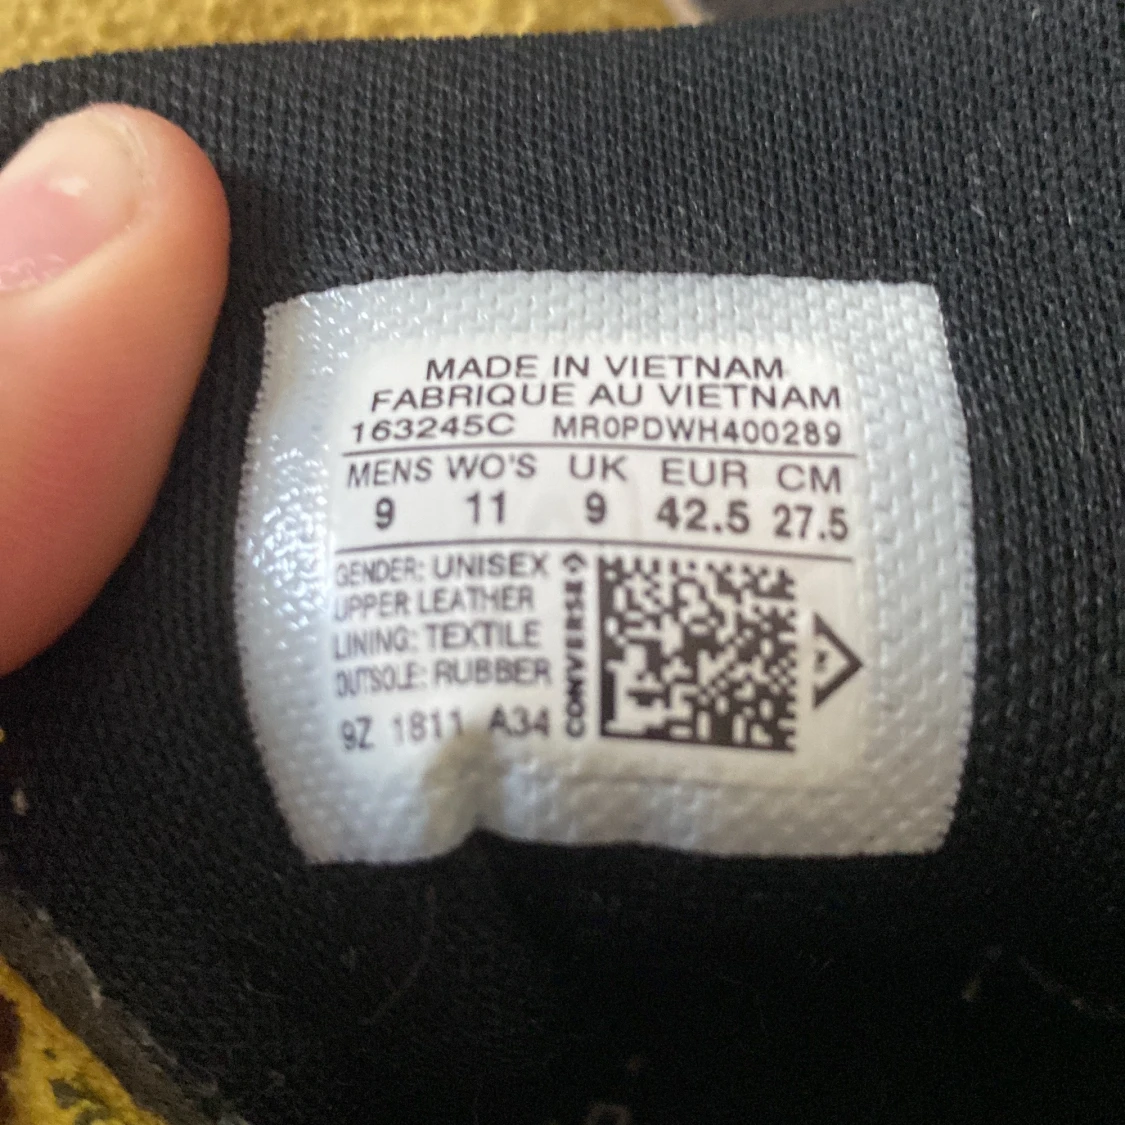 MADE IN VIETNAM
FABRIQUE AU VIETNAM
163245C MR0PDWH400289
MENS WO'S UK EUR CM
9 11 9 42.5 27.5
GENDER: UNISEX
UPPER LEATHER
LINING: TEXTILE
OUTSOLE: RUBBER
9Z 1811 A34
CONVERSE